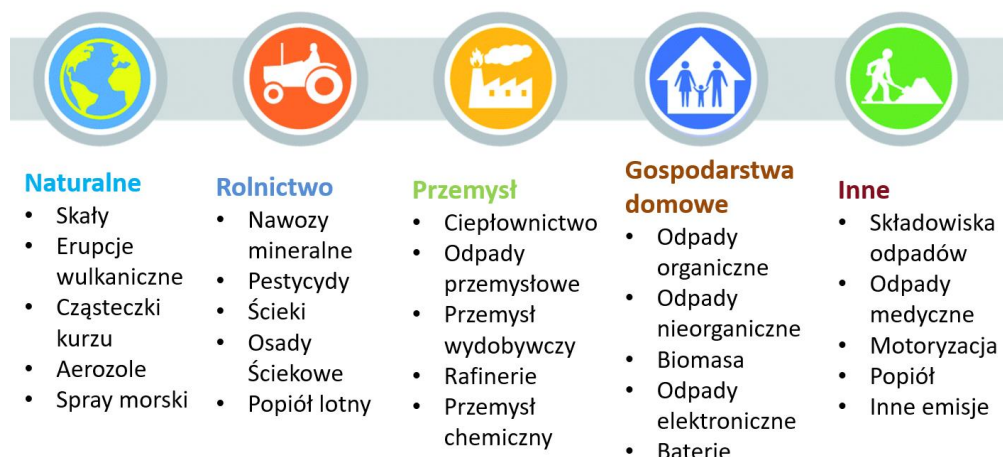 Naturalne
• Skały
• Erupcje
wulkaniczne
• Cząsteczki
kurzu
• Aerozole
• Spray morski
Rolnictwo
• Nawozy
mineralne
• Pestycydy
• Ścieki
• Osady
Ściekowe
• Popiół lotny
Przemysł
• Ciepłownictwo
• Odpady
przemysłowe
• Przemysł
wydobywczy
• Rafinerie
• Przemysł
chemiczny
Gospodarstwa
domowe
• Odpady
organiczne
• Odpady
nieorganiczne
• Biomasa
• Odpady
elektroniczne
• Baterie
Inne
• Składowiska
odpadów
• Odpady
medyczne
• Motoryzacja
• Popiół
• Inne emisje